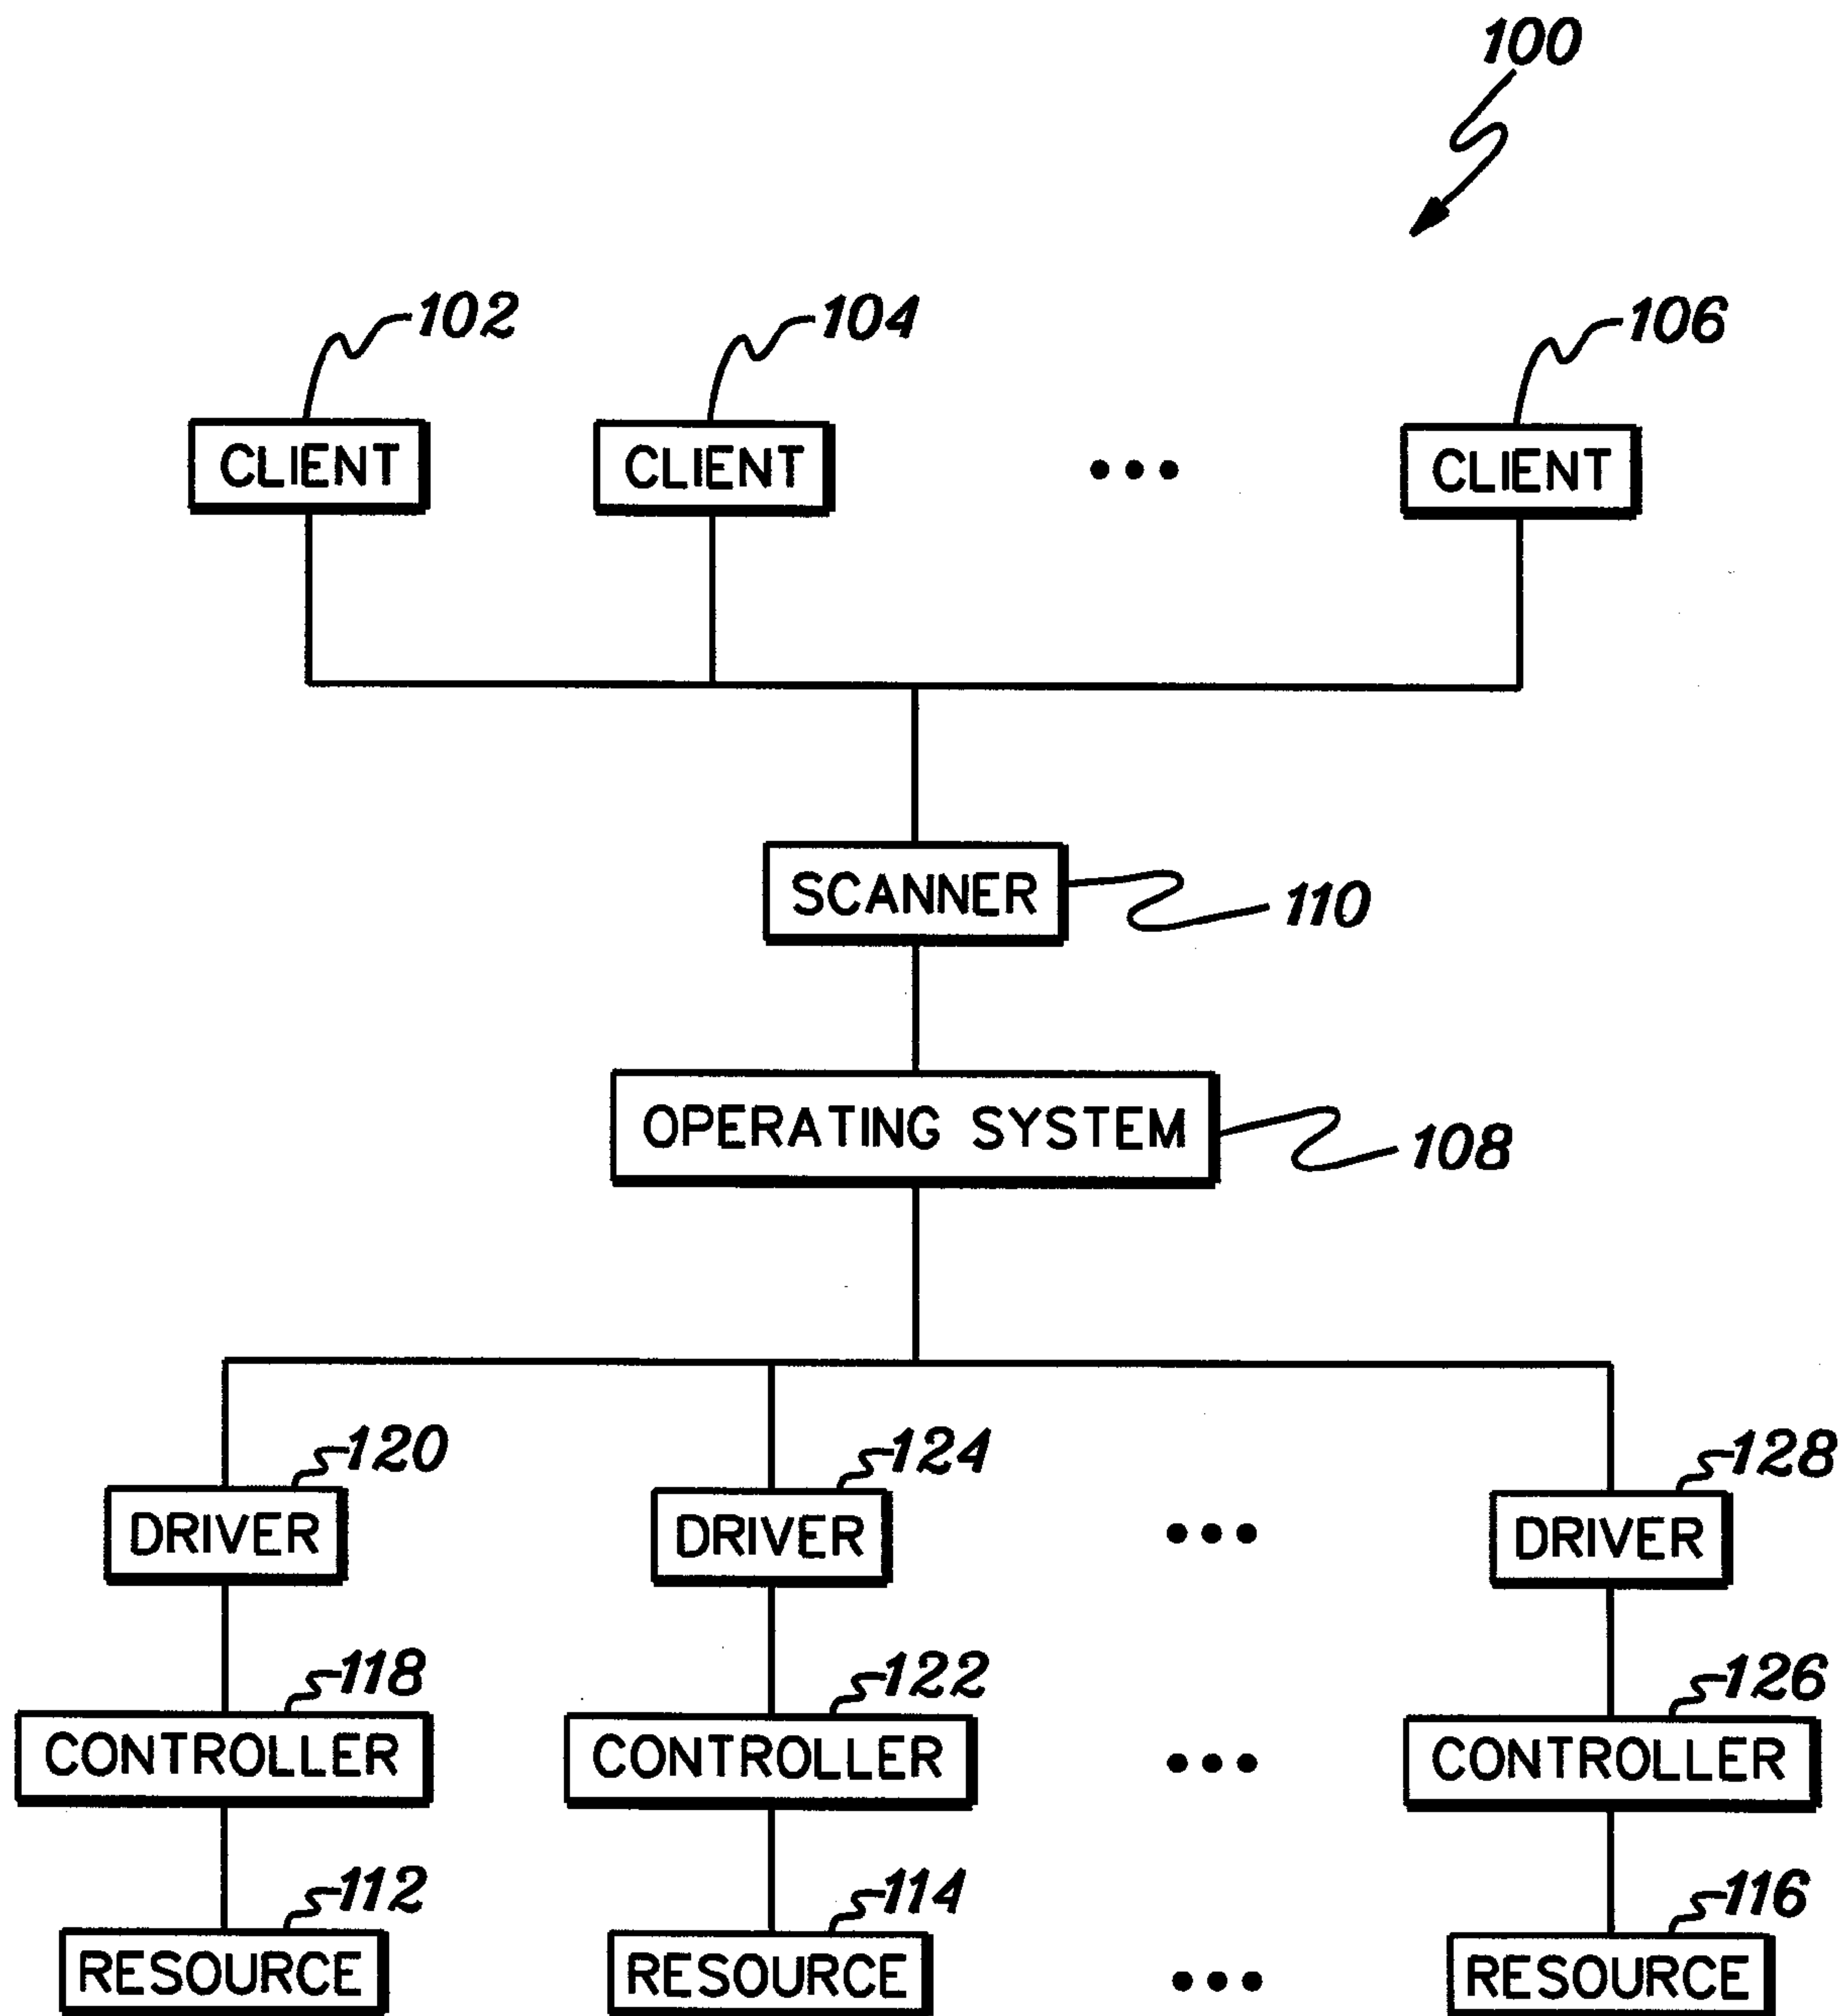 100
102 104 106
CLIENT CLIENT ••• CLIENT
SCANNER 110
OPERATING SYSTEM 108
120 124 128
DRIVER DRIVER ••• DRIVER
118 122 126
CONTROLLER CONTROLLER ••• CONTROLLER
112 114 116
RESOURCE RESOURCE ••• RESOURCE